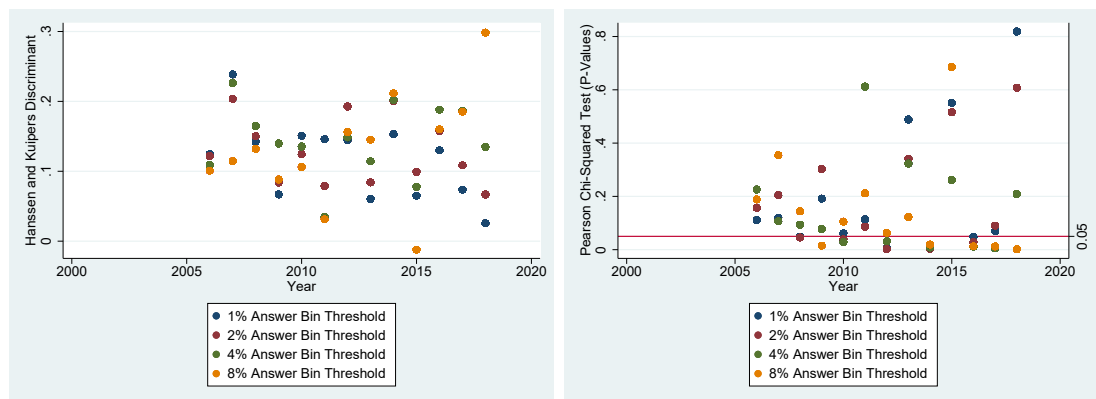 Hanssen and Kuipers Discriminant
.3
.2
.1
0
2000 2005 2010 2015 2020
Year
1% Answer Bin Threshold
2% Answer Bin Threshold
4% Answer Bin Threshold
8% Answer Bin Threshold
Pearson Chi-Squared Test (P-Values)
.8
.6
.4
.2
0
0.05
2000 2005 2010 2015 2020
Year
1% Answer Bin Threshold
2% Answer Bin Threshold
4% Answer Bin Threshold
8% Answer Bin Threshold